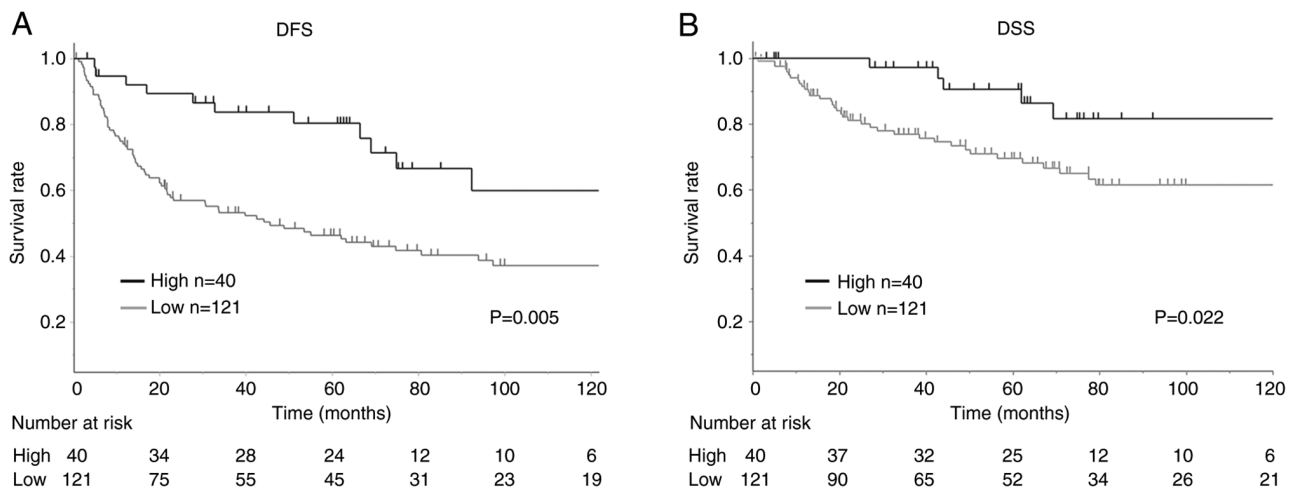 A
DFS
Survival rate
1.0
0.8
0.6
0.4
0.2
High n=40
Low n=121
P=0.005
0 20 40 60 80 100 120
Time (months)
Number at risk
High 40 34 28 24 12 10 6
Low 121 75 55 45 31 23 19
B
DSS
Survival rate
1.0
0.8
0.6
0.4
0.2
High n=40
Low n=121
P=0.022
0 20 40 60 80 100 120
Time (months)
Number at risk
High 40 37 32 25 12 10 6
Low 121 90 65 52 34 26 21